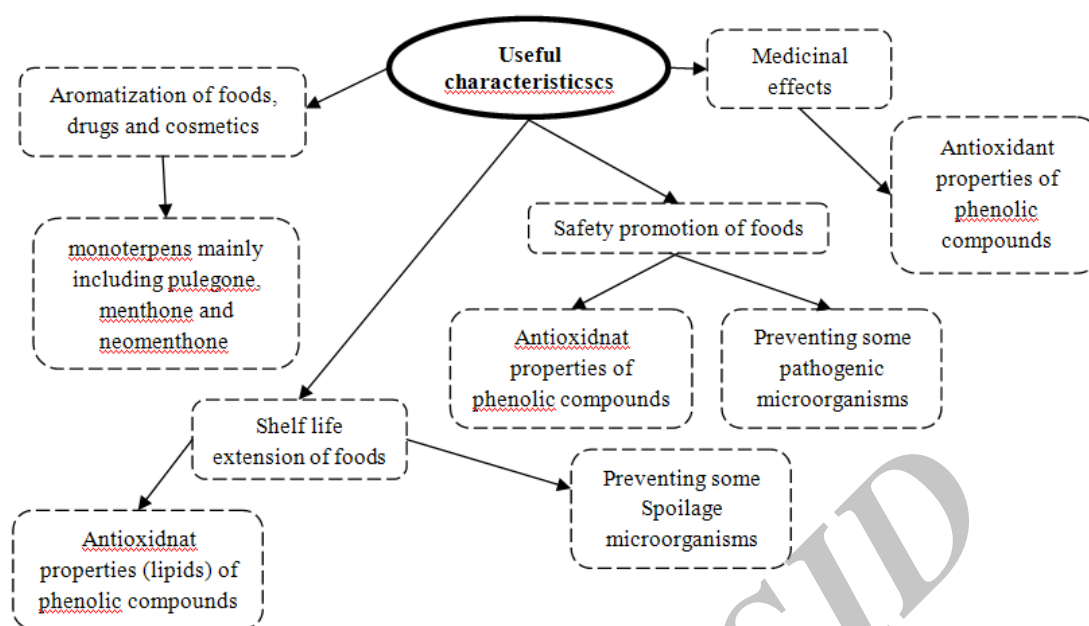 Useful
characteristicscs
Medicinal
effects
Aromatization of foods,
drugs and cosmetics
Antioxidant
properties of
phenolic
compounds
Safety promotion of foods
monoterpens mainly
including pulegone,
menthone and
neomenthone
Antioxidnat
properties of
phenolic compounds
Preventing some
pathogenic
microorganisms
Shelf life
extension of foods
Preventing some
Spoilage
microorganisms
Antioxidnat
properties (lipids) of
phenolic compounds
SID